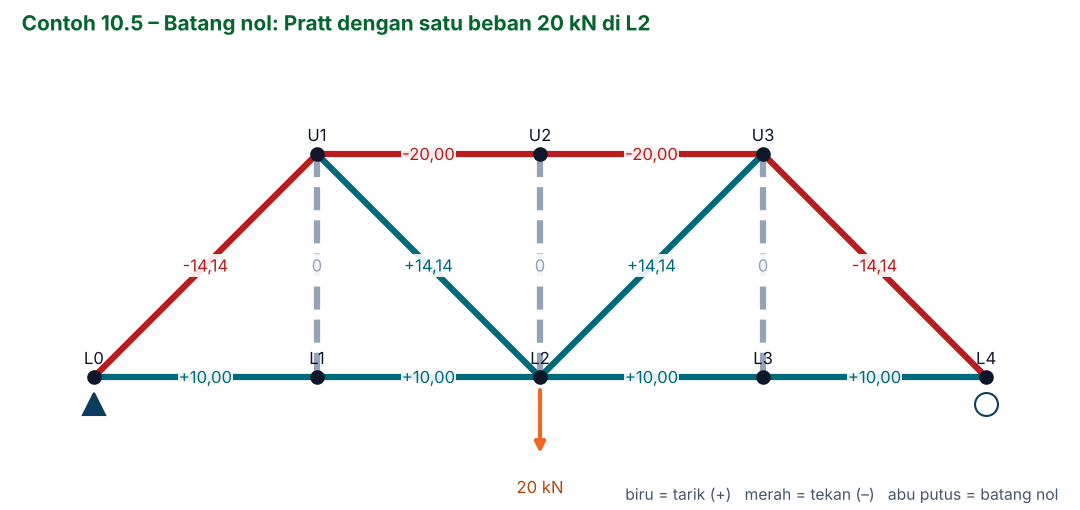 Contoh 10.5 – Batang nol: Pratt dengan satu beban 20 kN di L2
U1 U2 U3
-20,00 -20,00
-14,14 0 +14,14 0 +14,14 0 -14,14
L0 L1 L2 L3 L4
+10,00 +10,00 +10,00 +10,00
20 kN
biru = tarik (+) merah = tekan (–) abu putus = batang nol